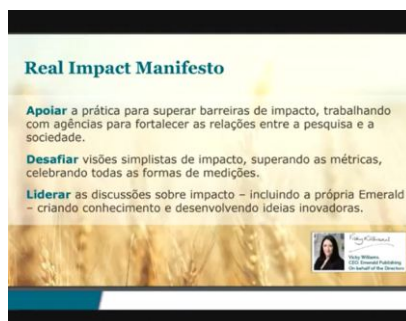 Real Impact Manifesto
Apoiar a prática para superar barreiras de impacto, trabalhando
com agências para fortalecer as relações entre a pesquisa e a
sociedade.
Desafiar visões simplistas de impacto, superando as métricas,
celebrando todas as formas de medições.
Liderar as discussões sobre impacto – incluindo a própria Emerald
– criando conhecimento e desenvolvendo ideias inovadoras.
Vicky Williams
CEO, Emerald Publishing
On behalf of the Directors